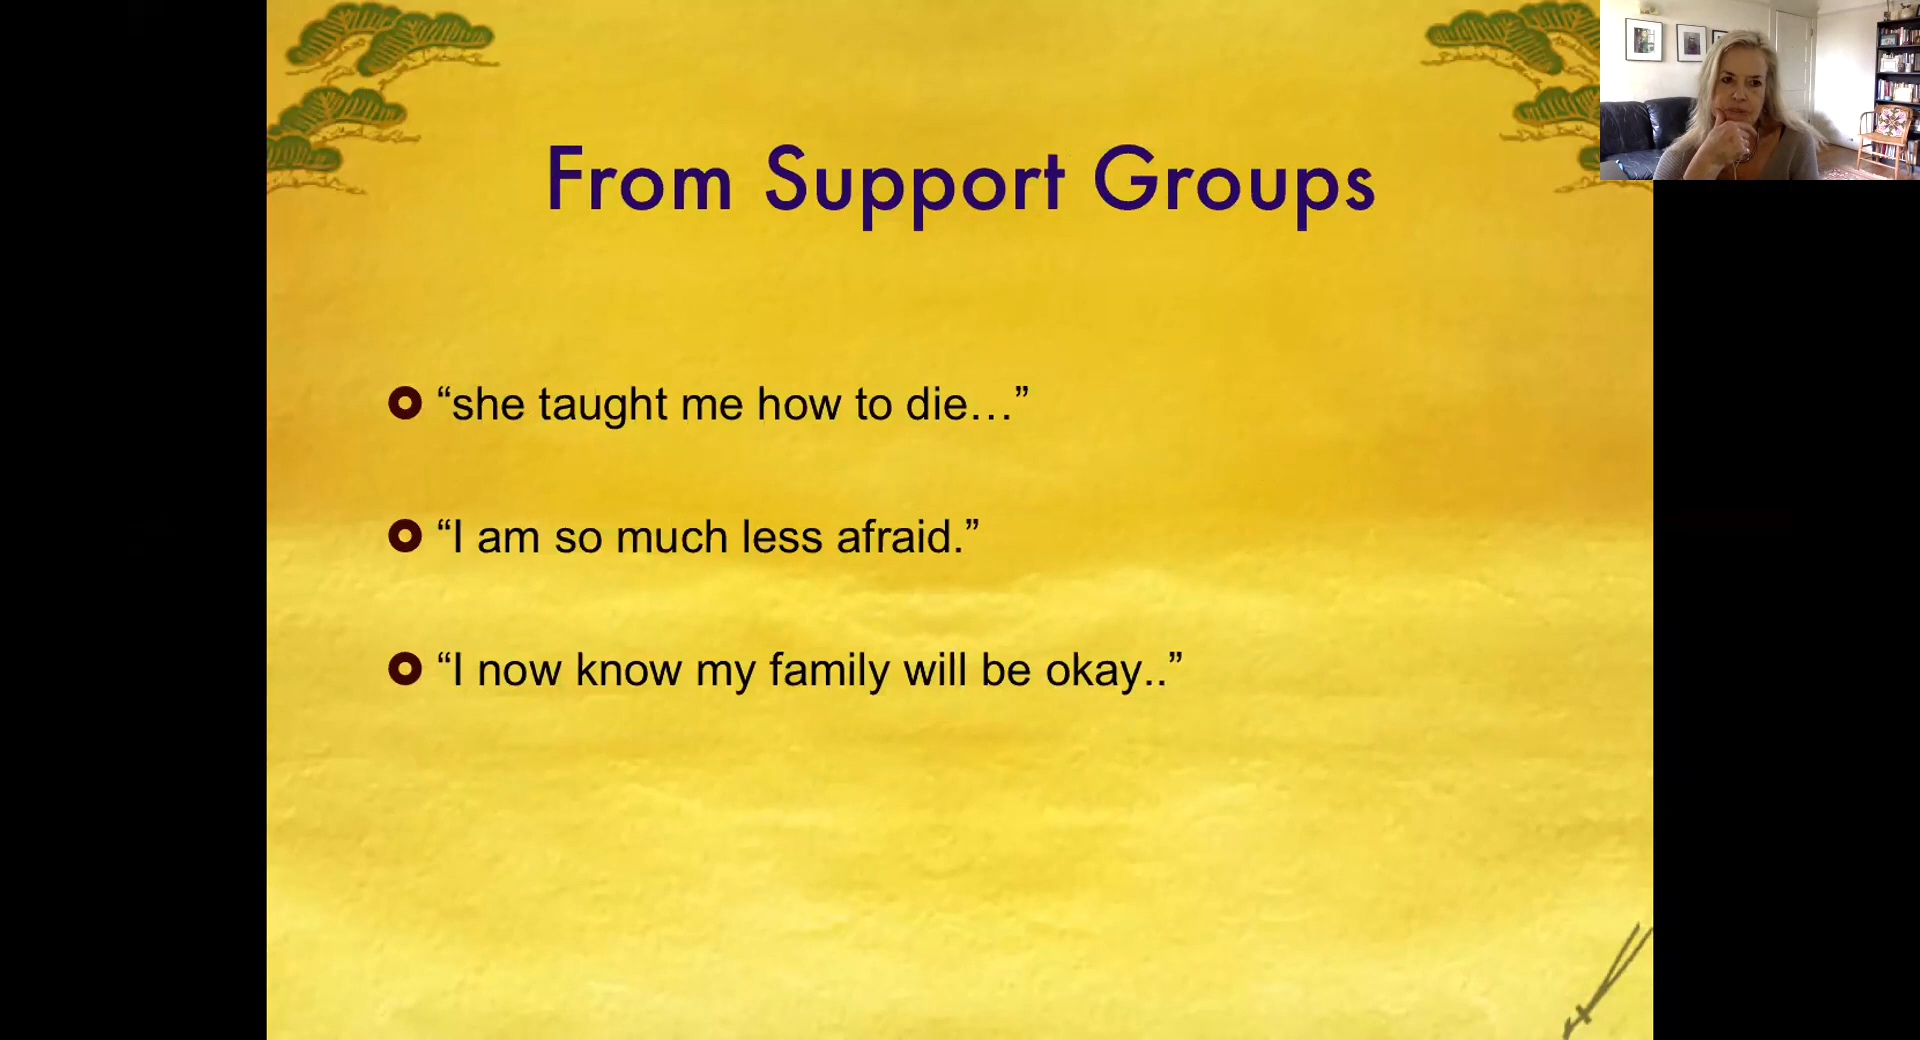 From Support Groups
“she taught me how to die…”
“I am so much less afraid.”
“I now know my family will be okay..”